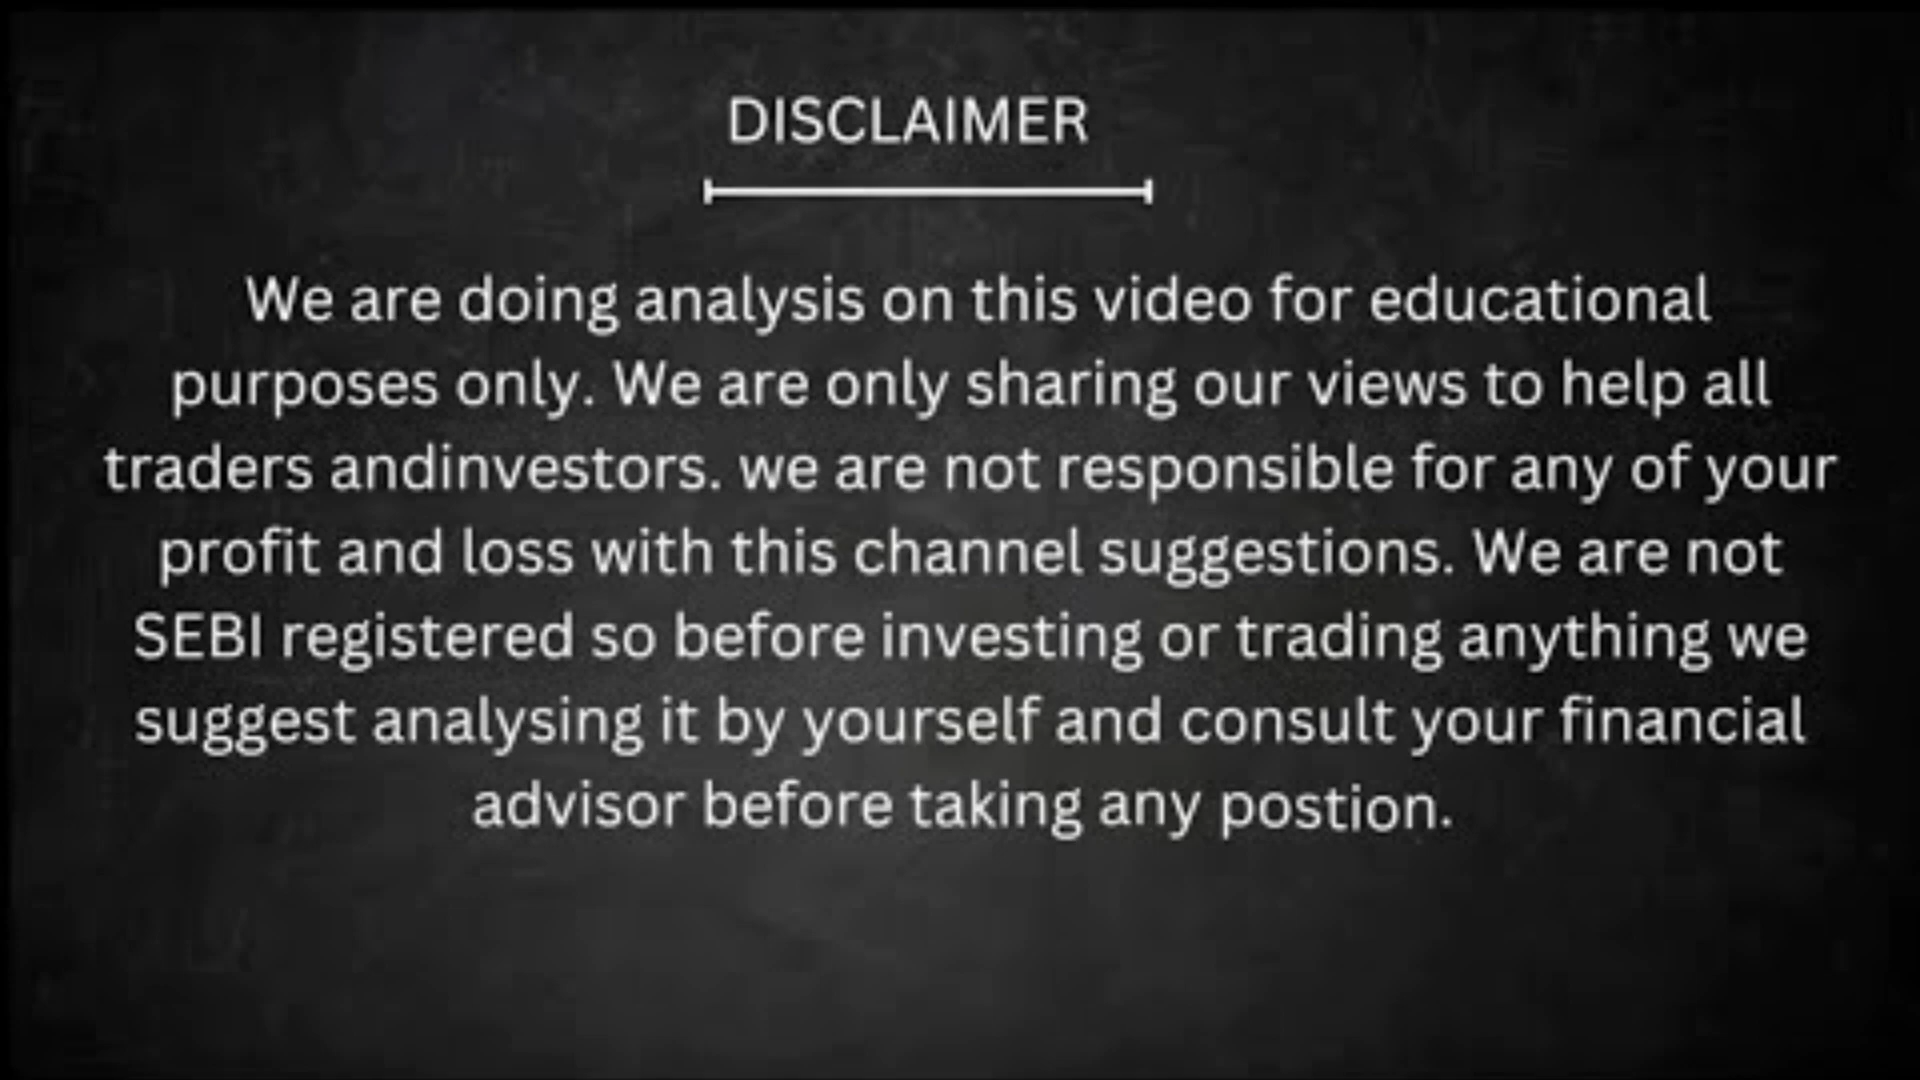 DISCLAIMER
We are doing analysis on this video for educational
purposes only. We are only sharing our views to help all
traders andinvestors. we are not responsible for any of your
profit and loss with this channel suggestions. We are not
SEBI registered so before investing or trading anything we
suggest analysing it by yourself and consult your financial
advisor before taking any postion.